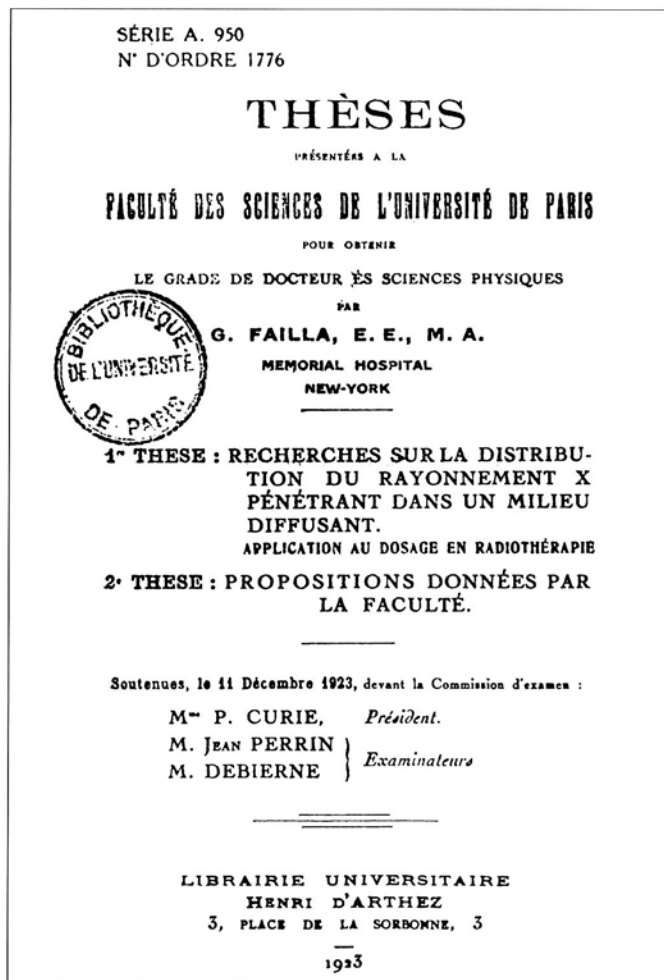 SÉRIE A. 950
N° D'ORDRE 1776
THÈSES
PRÉSENTÉES A LA
FACULTÉ DES SCIENCES DE L'UNIVERSITÉ DE PARIS
POUR OBTENIR
LE GRADE DE DOCTEUR ÈS SCIENCES PHYSIQUES
PAR
G. FAILLA, E. E., M. A.
MEMORIAL HOSPITAL
NEW-YORK
BIBLIOTHÈQUE
DE L'UNIVERSITÉ
DE PARIS
1re THESE : RECHERCHES SUR LA DISTRIBU-
TION DU RAYONNEMENT X
PÉNÉTRANT DANS UN MILIEU
DIFFUSANT.
APPLICATION AU DOSAGE EN RADIOTHÉRAPIE
2e THESE : PROPOSITIONS DONNÉES PAR
LA FACULTÉ.
Soutenues, le 11 Décembre 1923, devant la Commission d'examen :
Mme P. CURIE, Président.
M. JEAN PERRIN
M. DEBIERNE } Examinateurs
LIBRAIRIE UNIVERSITAIRE
HENRI D'ARTHEZ
3, PLACE DE LA SORBONNE, 3
1923